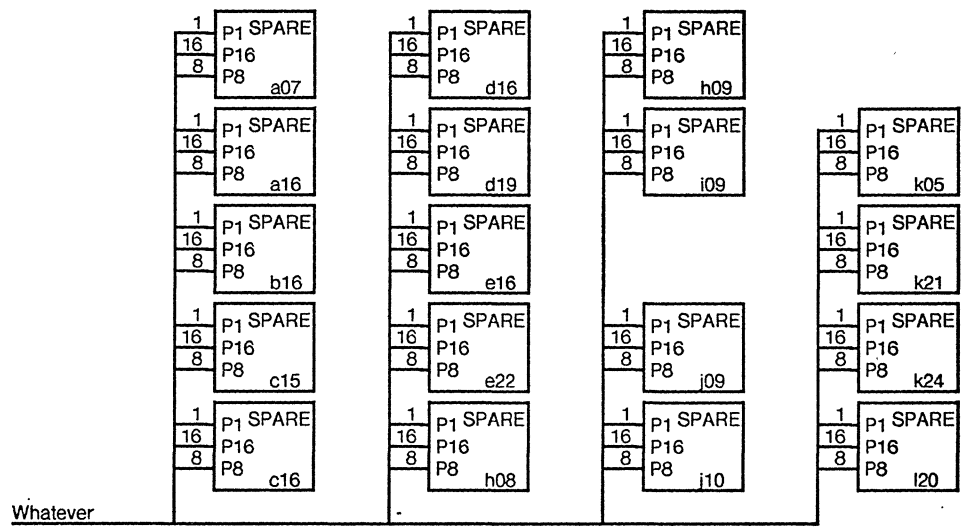 1 P1 SPARE
16 P16
8 P8
a07
1 P1 SPARE
16 P16
8 P8
a16
1 P1 SPARE
16 P16
8 P8
b16
1 P1 SPARE
16 P16
8 P8
c15
1 P1 SPARE
16 P16
8 P8
c16
1 P1 SPARE
16 P16
8 P8
d16
1 P1 SPARE
16 P16
8 P8
d19
1 P1 SPARE
16 P16
8 P8
e16
1 P1 SPARE
16 P16
8 P8
e22
1 P1 SPARE
16 P16
8 P8
h08
1 P1 SPARE
16 P16
8 P8
h09
1 P1 SPARE
16 P16
8 P8
i09
1 P1 SPARE
16 P16
8 P8
j09
1 P1 SPARE
16 P16
8 P8
j10
1 P1 SPARE
16 P16
8 P8
k05
1 P1 SPARE
16 P16
8 P8
k21
1 P1 SPARE
16 P16
8 P8
k24
1 P1 SPARE
16 P16
8 P8
l20
Whatever